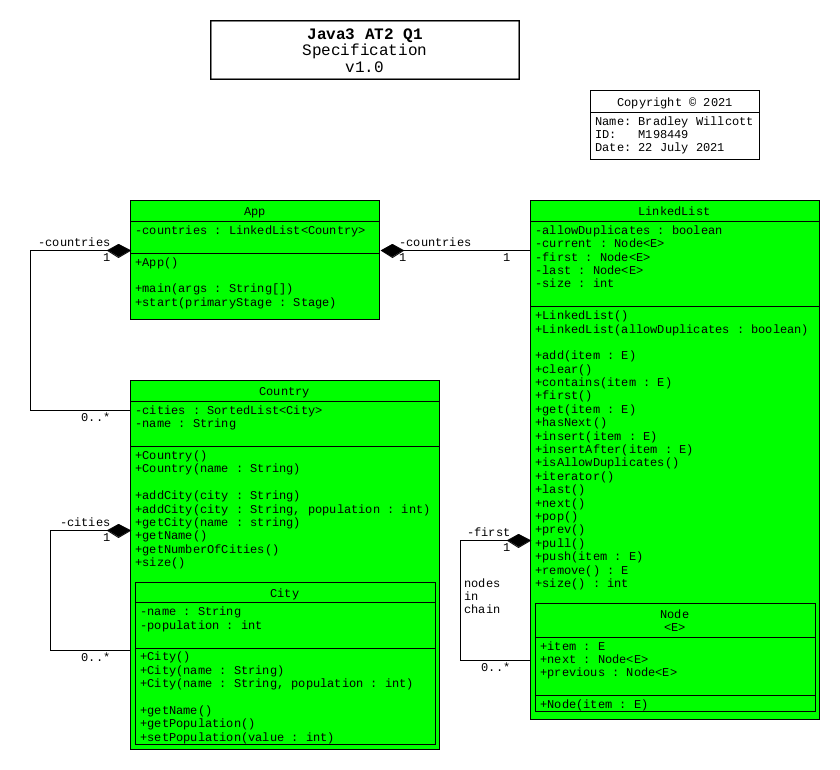 Java3 AT2 Q1
Specification
v1.0
Copyright © 2021
Name: Bradley Willcott
ID: M198449
Date: 22 July 2021
App
-countries : LinkedList<Country>
+App()
+main(args : String[])
+start(primaryStage : Stage)
-countries
1
0..*
-countries
1
1
LinkedList
-allowDuplicates : boolean
-current : Node<E>
-first : Node<E>
-last : Node<E>
-size : int
+LinkedList()
+LinkedList(allowDuplicates : boolean)
+add(item : E)
+clear()
+contains(item : E)
+first()
+get(item : E)
+hasNext()
+insert(item : E)
+insertAfter(item : E)
+isAllowDuplicates()
+iterator()
+last()
+next()
+pop()
+prev()
+pull()
+push(item : E)
+remove() : E
+size() : int
Node
<E>
+item : E
+next : Node<E>
+previous : Node<E>
+Node(item : E)
-first
1
nodes
in
chain
0..*
Country
-cities : SortedList<City>
-name : String
+Country()
+Country(name : String)
+addCity(city : String)
+addCity(city : String, population : int)
+getCity(name : string)
+getName()
+getNumberOfCities()
+size()
-cities
1
0..*
City
-name : String
-population : int
+City()
+City(name : String)
+City(name : String, population : int)
+getName()
+getPopulation()
+setPopulation(value : int)